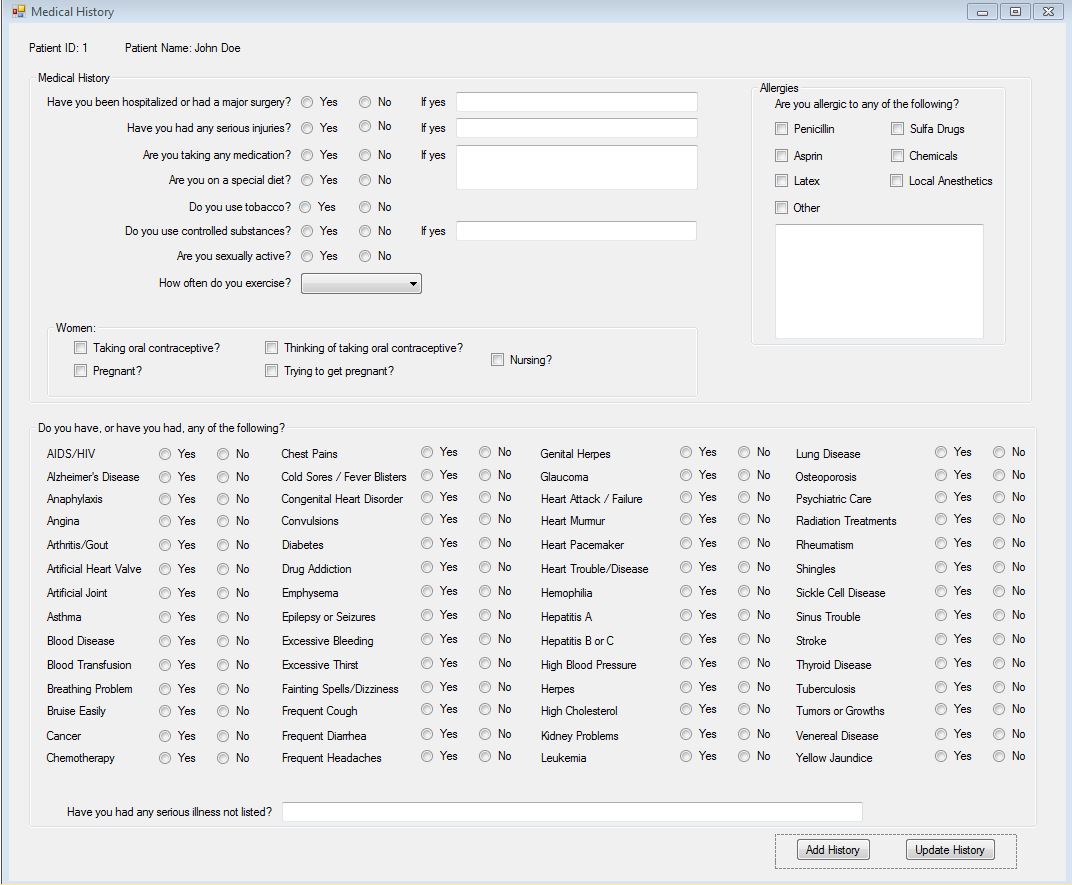 Medical History
Patient ID: 1 Patient Name: John Doe
Medical History
Have you been hospitalized or had a major surgery? Yes No If yes
Have you had any serious injuries? Yes No If yes
Are you taking any medication? Yes No If yes
Are you on a special diet? Yes No
Do you use tobacco? Yes No
Do you use controlled substances? Yes No If yes
Are you sexually active? Yes No
How often do you exercise?
Women:
Taking oral contraceptive? Thinking of taking oral contraceptive?
Nursing?
Pregnant? Trying to get pregnant?
Allergies
Are you allergic to any of the following?
Penicillin Sulfa Drugs
Asprin Chemicals
Latex Local Anesthetics
Other
Do you have, or have you had, any of the following?
AIDS/HIV Yes No Chest Pains Yes No Genital Herpes Yes No Lung Disease Yes No
Alzheimer's Disease Yes No Cold Sores / Fever Blisters Yes No Glaucoma Yes No Osteoporosis Yes No
Anaphylaxis Yes No Congenital Heart Disorder Yes No Heart Attack / Failure Yes No Psychiatric Care Yes No
Angina Yes No Convulsions Yes No Heart Murmur Yes No Radiation Treatments Yes No
Arthritis/Gout Yes No Diabetes Yes No Heart Pacemaker Yes No Rheumatism Yes No
Artificial Heart Valve Yes No Drug Addiction Yes No Heart Trouble/Disease Yes No Shingles Yes No
Artificial Joint Yes No Emphysema Yes No Hemophilia Yes No Sickle Cell Disease Yes No
Asthma Yes No Epilepsy or Seizures Yes No Hepatitis A Yes No Sinus Trouble Yes No
Blood Disease Yes No Excessive Bleeding Yes No Hepatitis B or C Yes No Stroke Yes No
Blood Transfusion Yes No Excessive Thirst Yes No High Blood Pressure Yes No Thyroid Disease Yes No
Breathing Problem Yes No Fainting Spells/Dizziness Yes No Herpes Yes No Tuberculosis Yes No
Bruise Easily Yes No Frequent Cough Yes No High Cholesterol Yes No Tumors or Growths Yes No
Cancer Yes No Frequent Diarrhea Yes No Kidney Problems Yes No Venereal Disease Yes No
Chemotherapy Yes No Frequent Headaches Yes No Leukemia Yes No Yellow Jaundice Yes No
Have you had any serious illness not listed?
Add History Update History